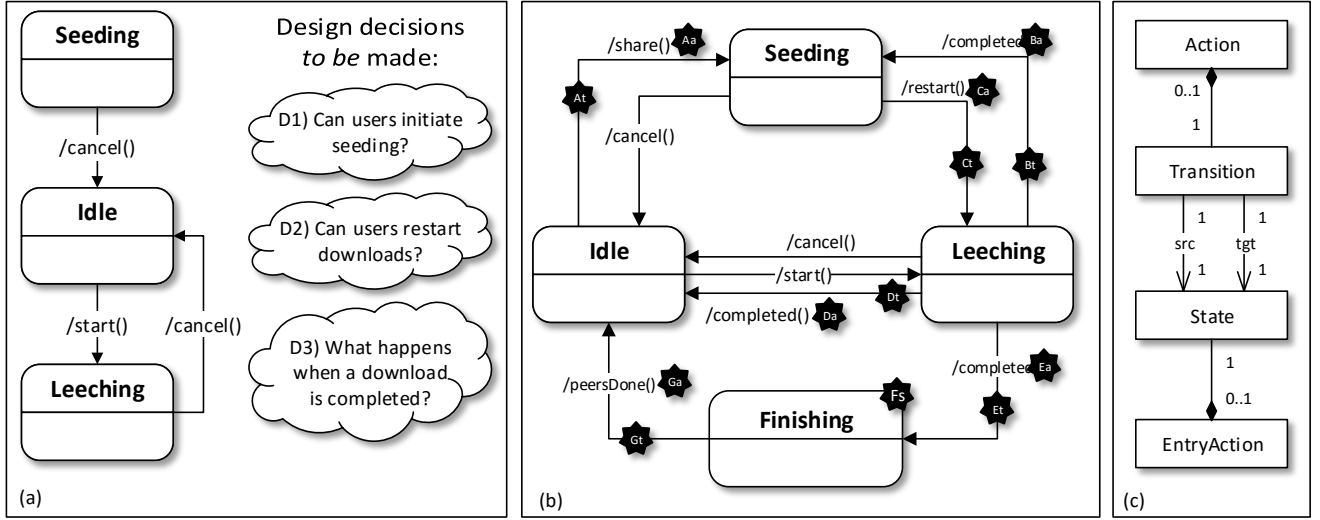 Seeding
/cancel()
Idle
/start()
/cancel()
Leeching
(a)
Design decisions
to be made:
D1) Can users initiate
seeding?
D2) Can users restart
downloads?
D3) What happens
when a download
is completed?
/share()
Aa
Seeding
/completed
Ba
At
/restart()
Ca
/cancel()
Ct
Bt
Idle
/cancel()
/start()
Leeching
Dt
/completed()
Da
/peersDone()
Ga
/completed
Ea
Fs
Et
Finishing
Gt
(b)
Action
0..1
1
Transition
1
1
src
tgt
1
1
State
1
0..1
EntryAction
(c)